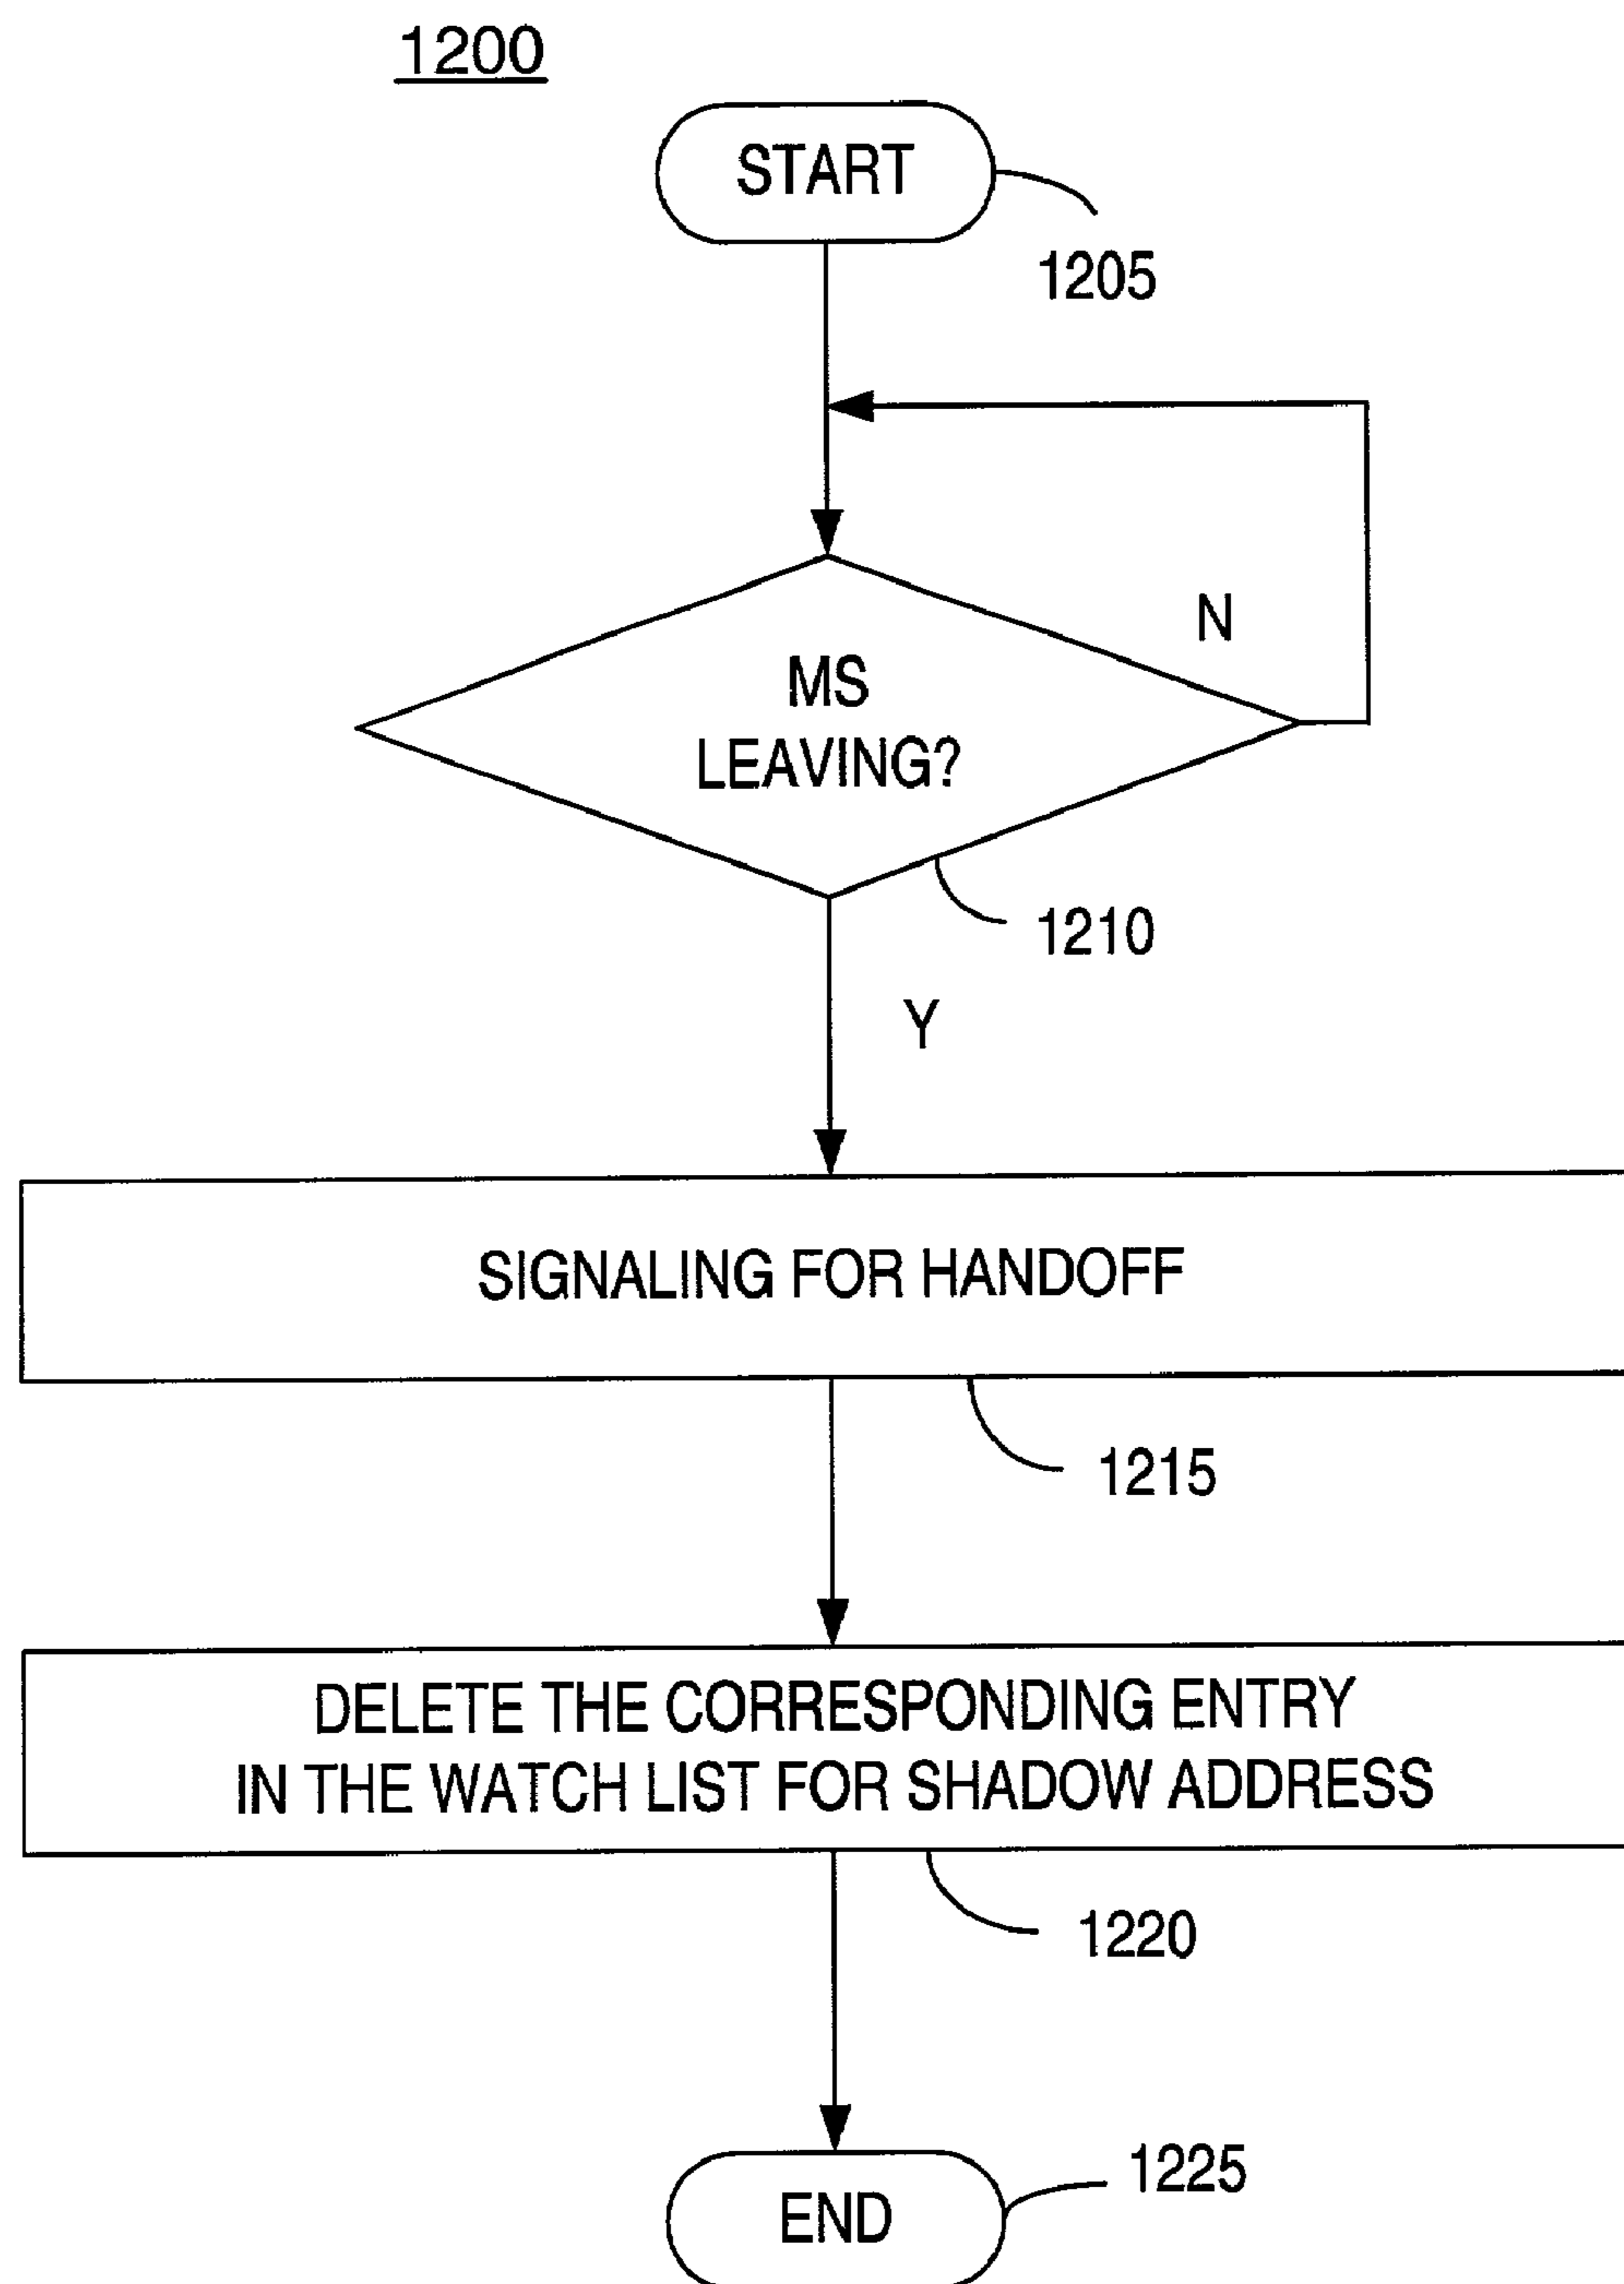 1200
START
1205
N
MS
LEAVING?
1210
Y
SIGNALING FOR HANDOFF
1215
DELETE THE CORRESPONDING ENTRY
IN THE WATCH LIST FOR SHADOW ADDRESS
1220
1225
END